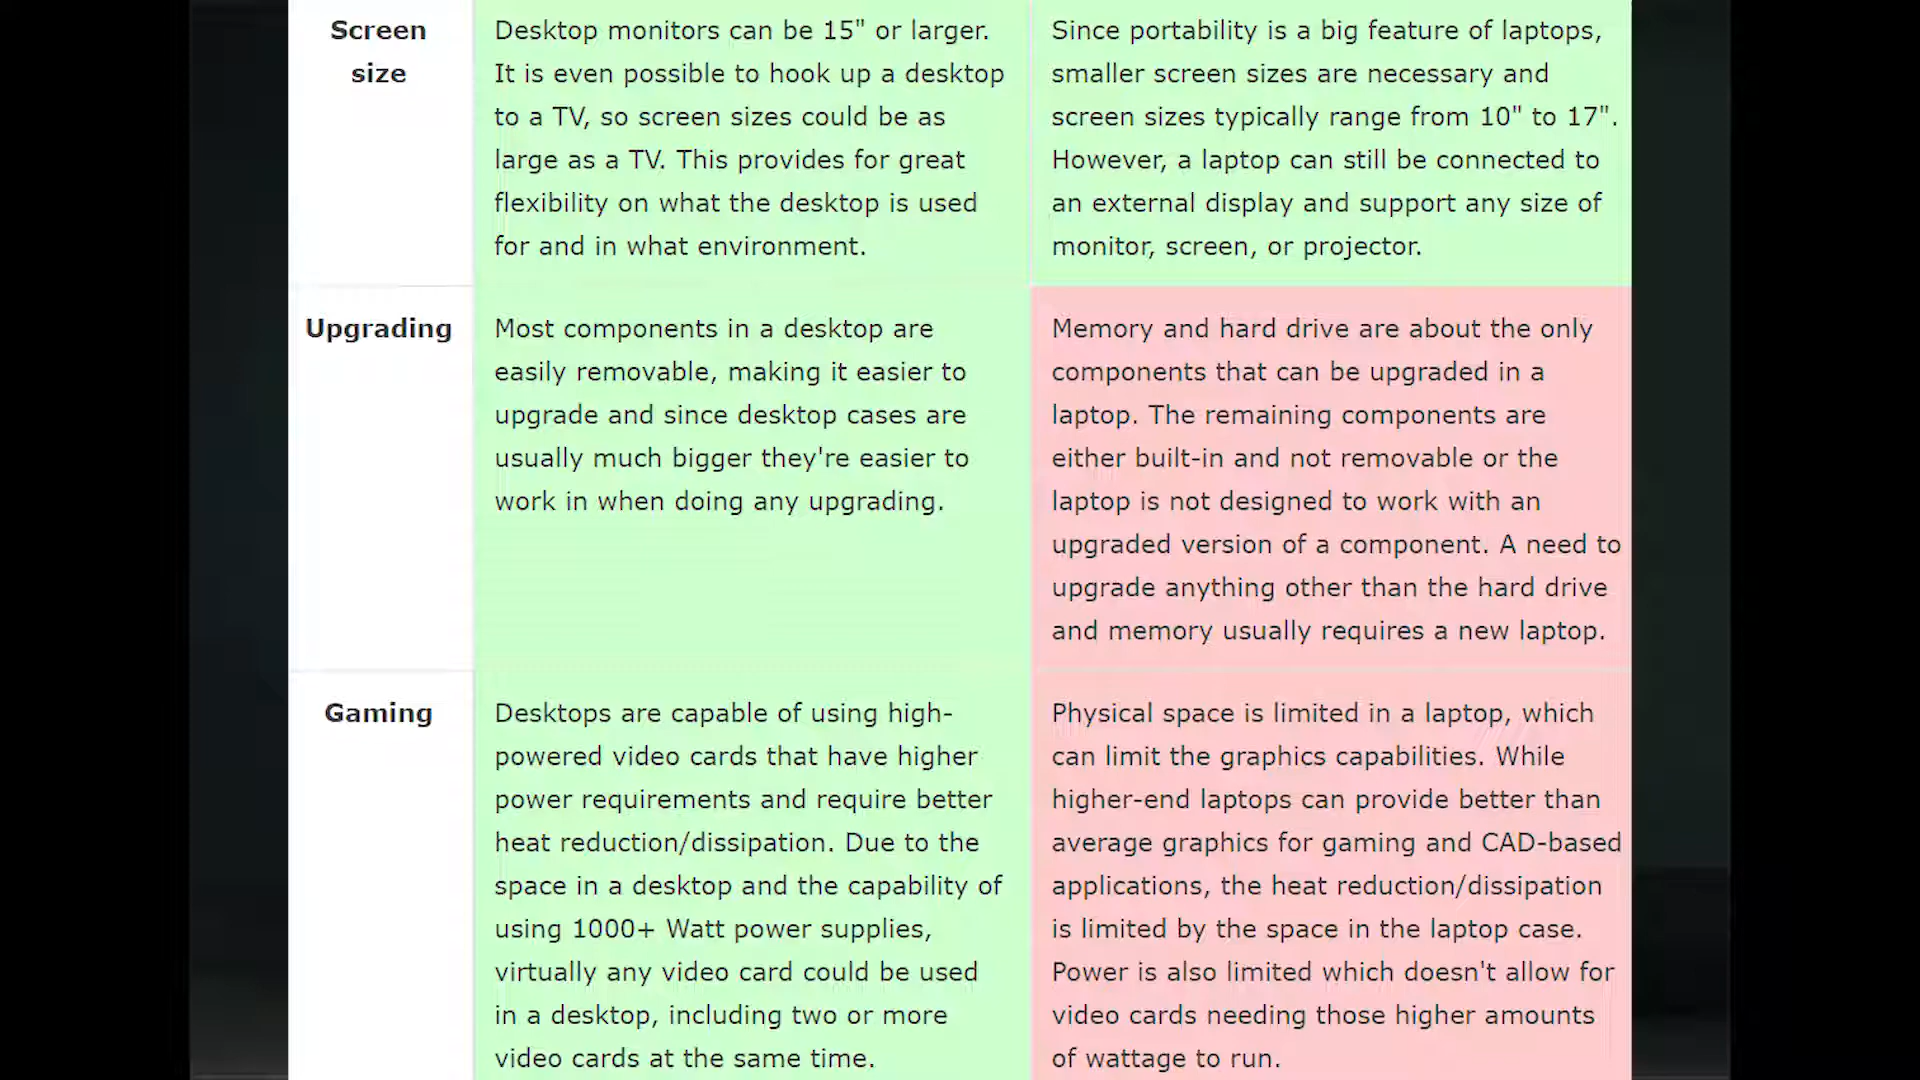 Screen
size
Desktop monitors can be 15" or larger.
It is even possible to hook up a desktop
to a TV, so screen sizes could be as
large as a TV. This provides for great
flexibility on what the desktop is used
for and in what environment.
Since portability is a big feature of laptops,
smaller screen sizes are necessary and
screen sizes typically range from 10" to 17".
However, a laptop can still be connected to
an external display and support any size of
monitor, screen, or projector.
Upgrading
Most components in a desktop are
easily removable, making it easier to
upgrade and since desktop cases are
usually much bigger they're easier to
work in when doing any upgrading.
Memory and hard drive are about the only
components that can be upgraded in a
laptop. The remaining components are
either built-in and not removable or the
laptop is not designed to work with an
upgraded version of a component. A need to
upgrade anything other than the hard drive
and memory usually requires a new laptop.
Gaming
Desktops are capable of using high-
powered video cards that have higher
power requirements and require better
heat reduction/dissipation. Due to the
space in a desktop and the capability of
using 1000+ Watt power supplies,
virtually any video card could be used
in a desktop, including two or more
video cards at the same time.
Physical space is limited in a laptop, which
can limit the graphics capabilities. While
higher-end laptops can provide better than
average graphics for gaming and CAD-based
applications, the heat reduction/dissipation
is limited by the space in the laptop case.
Power is also limited which doesn't allow for
video cards needing those higher amounts
of wattage to run.